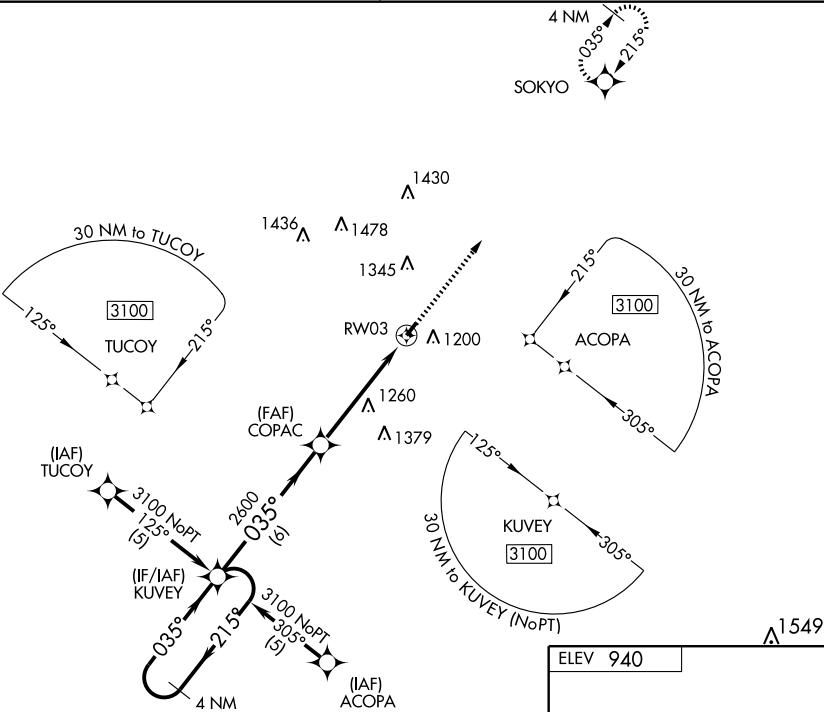 4 NM
035°
215°
SOKYO
1430
1436
1478
1345
RW03
1200
1260
1379
30 NM to TUCOY
3100
125°
215°
TUCOY
215°
30 NM to ACOPA
3100
ACOPA
305°
(FAF)
COPAC
(IAF)
TUCOY
3100 NoPT
125°
(5)
2600
035°
(6)
(IF/IAF)
KUVEY
035°
215°
4 NM
3100 NoPT
305°
(5)
(IAF)
ACOPA
125°
KUVEY
3100
305°
30 NM to KUVEY (NoPT)
1549
ELEV 940